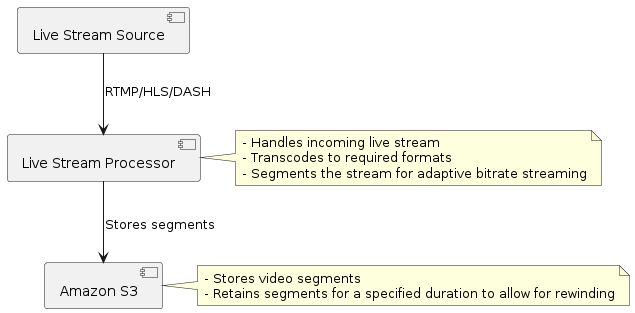 Live Stream Source
RTMP/HLS/DASH
Live Stream Processor
- Handles incoming live stream
- Transcodes to required formats
- Segments the stream for adaptive bitrate streaming
Stores segments
Amazon S3
- Stores video segments
- Retains segments for a specified duration to allow for rewinding